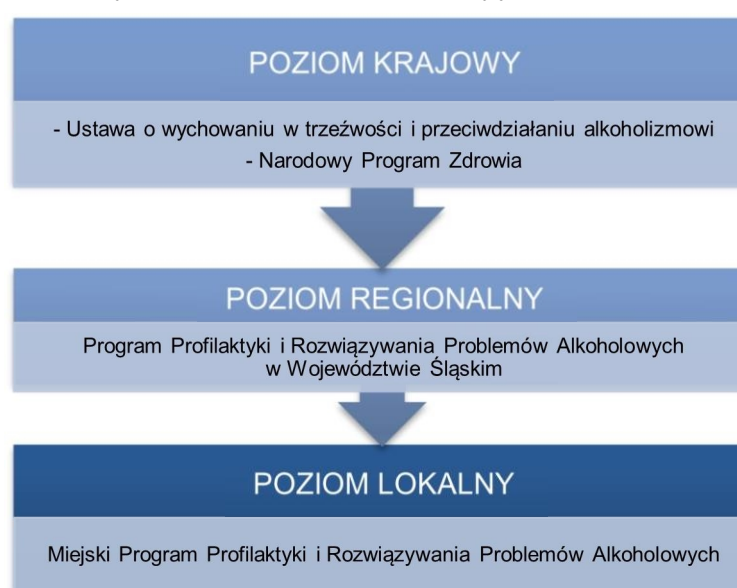 POZIOM KRAJOWY
- Ustawa o wychowaniu w trzeźwości i przeciwdziałaniu alkoholizmowi
- Narodowy Program Zdrowia
POZIOM REGIONALNY
Program Profilaktyki i Rozwiązywania Problemów Alkoholowych
w Województwie Śląskim
POZIOM LOKALNY
Miejski Program Profilaktyki i Rozwiązywania Problemów Alkoholowych